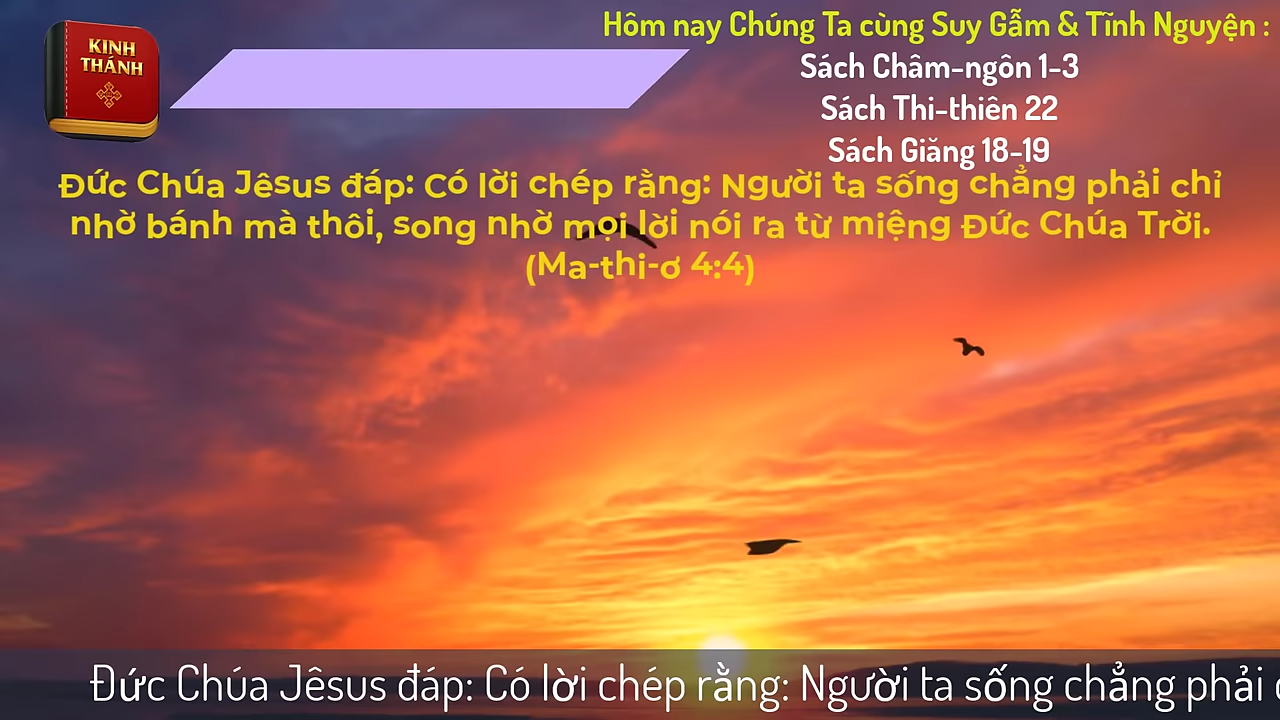 KINH
THÁNH
Hôm nay Chúng Ta cùng Suy Gẫm & Tĩnh Nguyện :
Sách Châm-ngôn 1-3
Sách Thi-thiên 22
Sách Giăng 18-19
Đức Chúa Jêsus đáp: Có lời chép rằng: Người ta sống chẳng phải chỉ
nhờ bánh mà thôi, song nhờ mọi lời nói ra từ miệng Đức Chúa Trời.
(Ma-thi-ơ 4:4)
Đức Chúa Jêsus đáp: Có lời chép rằng: Người ta sống chẳng phải